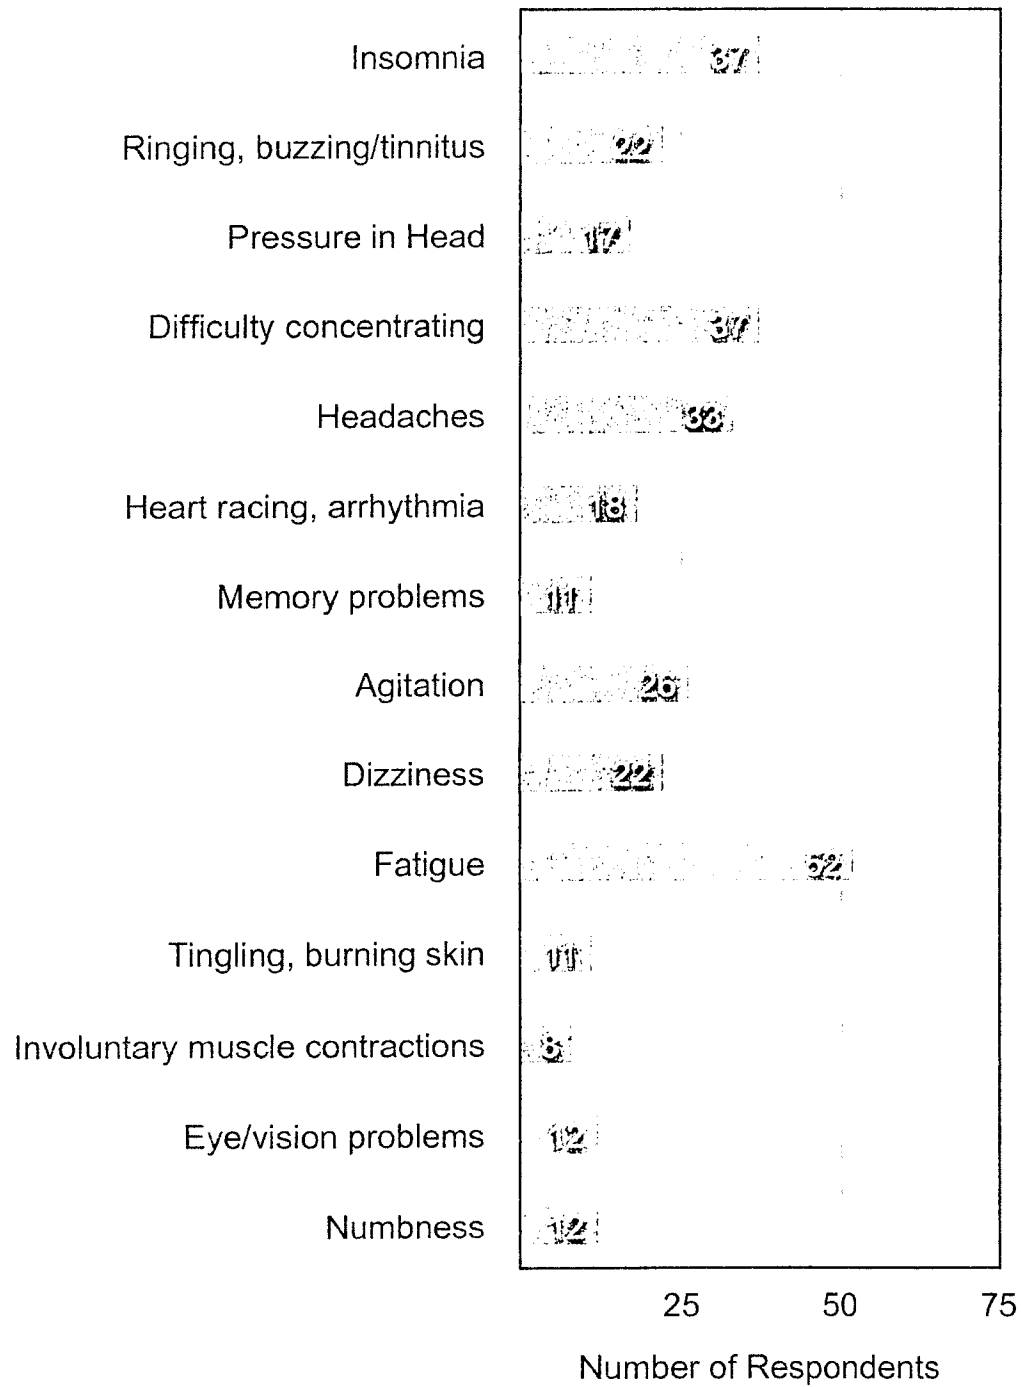 Insomnia 37
Ringing, buzzing/tinnitus 22
Pressure in Head 17
Difficulty concentrating 37
Headaches 33
Heart racing, arrhythmia 18
Memory problems 11
Agitation 26
Dizziness 22
Fatigue 52
Tingling, burning skin 11
Involuntary muscle contractions 8
Eye/vision problems 12
Numbness 12
25 50 75
Number of Respondents